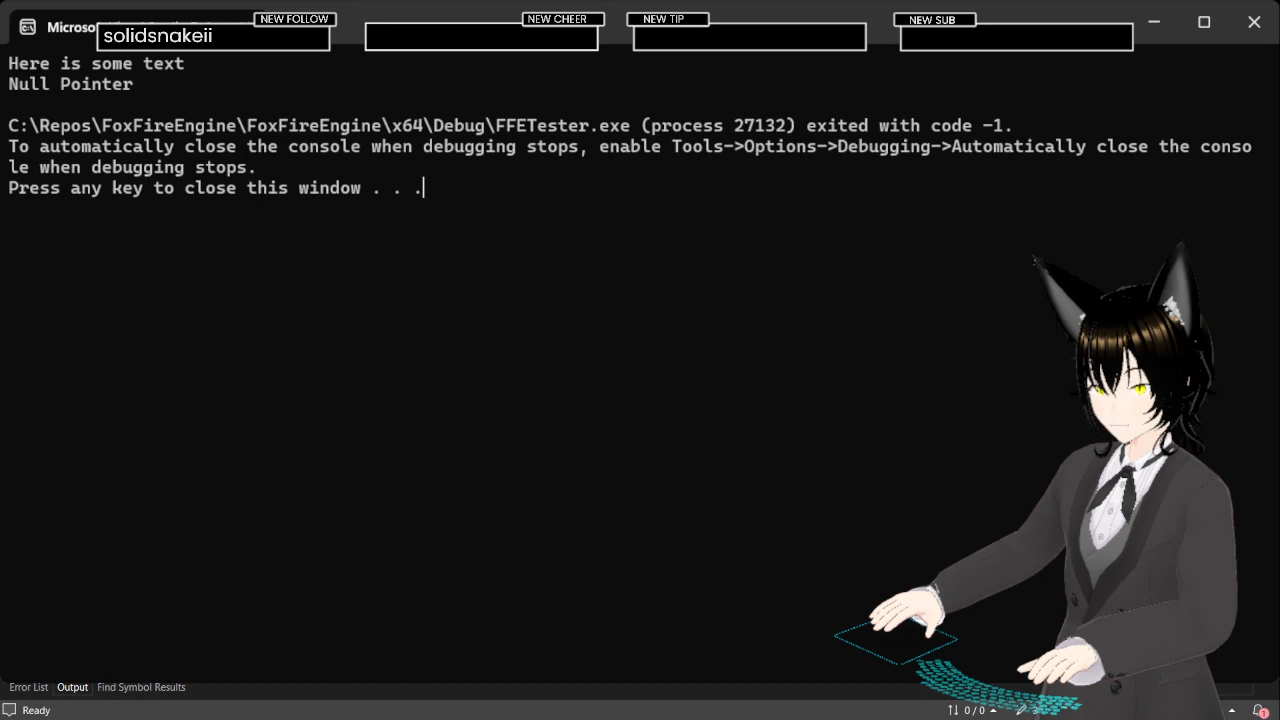 NEW FOLLOW
NEW CHEER
NEW TIP
NEW SUB
Microso
solidsnakeii
Here is some text
Null Pointer
C:\Repos\FoxFireEngine\FoxFireEngine\x64\Debug\FFETester.exe (process 27132) exited with code -1.
To automatically close the console when debugging stops, enable Tools->Options->Debugging->Automatically close the conso
le when debugging stops.
Press any key to close this window . . .
Error List Output Find Symbol Results
Ready
0 / 0
1